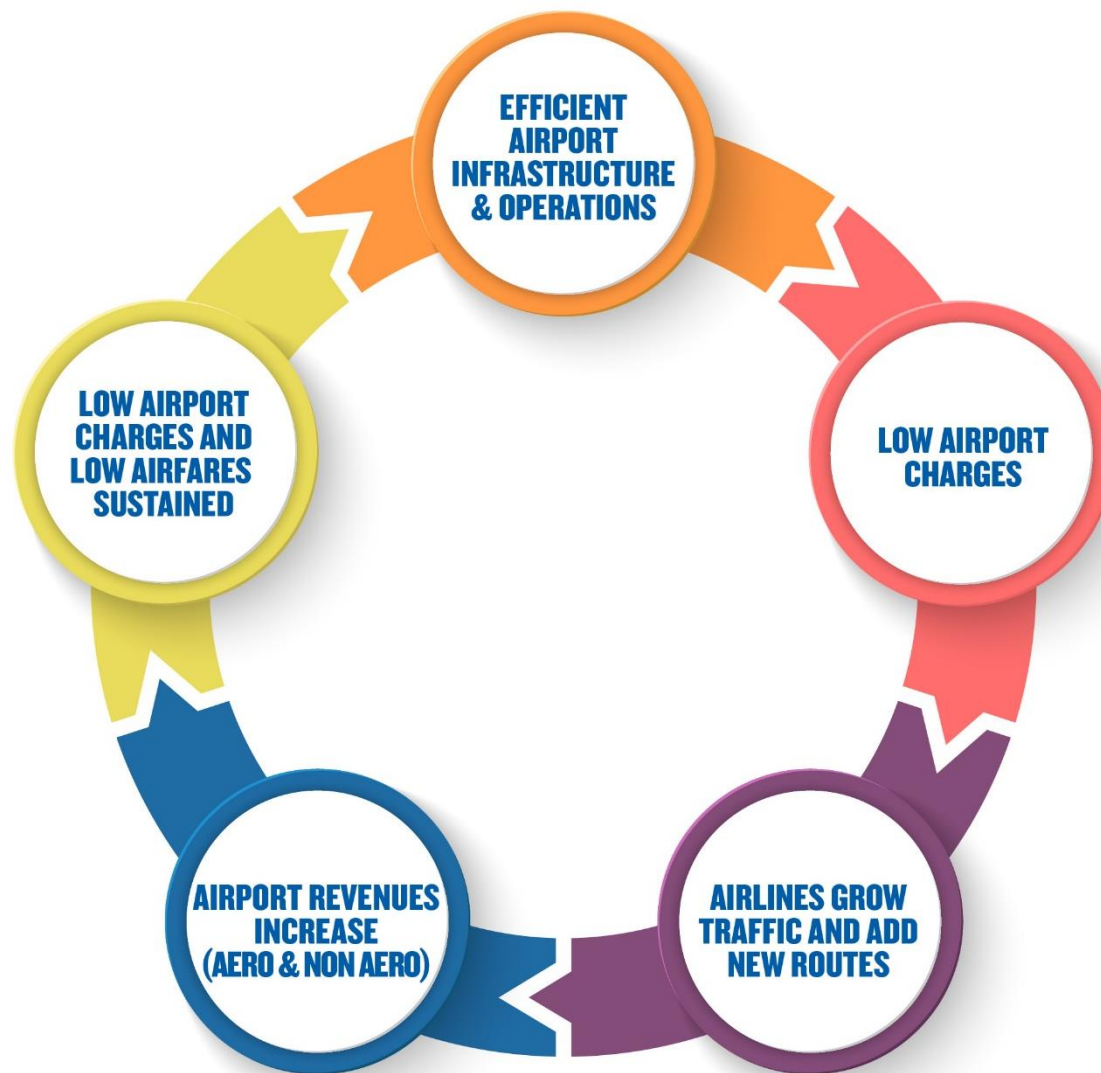 EFFICIENT
AIRPORT
INFRASTRUCTURE
& OPERATIONS
LOW AIRPORT
CHARGES
AIRLINES GROW
TRAFFIC AND ADD
NEW ROUTES
AIRPORT REVENUES
INCREASE
(AERO & NON AERO)
LOW AIRPORT
CHARGES AND
LOW AIRFARES
SUSTAINED